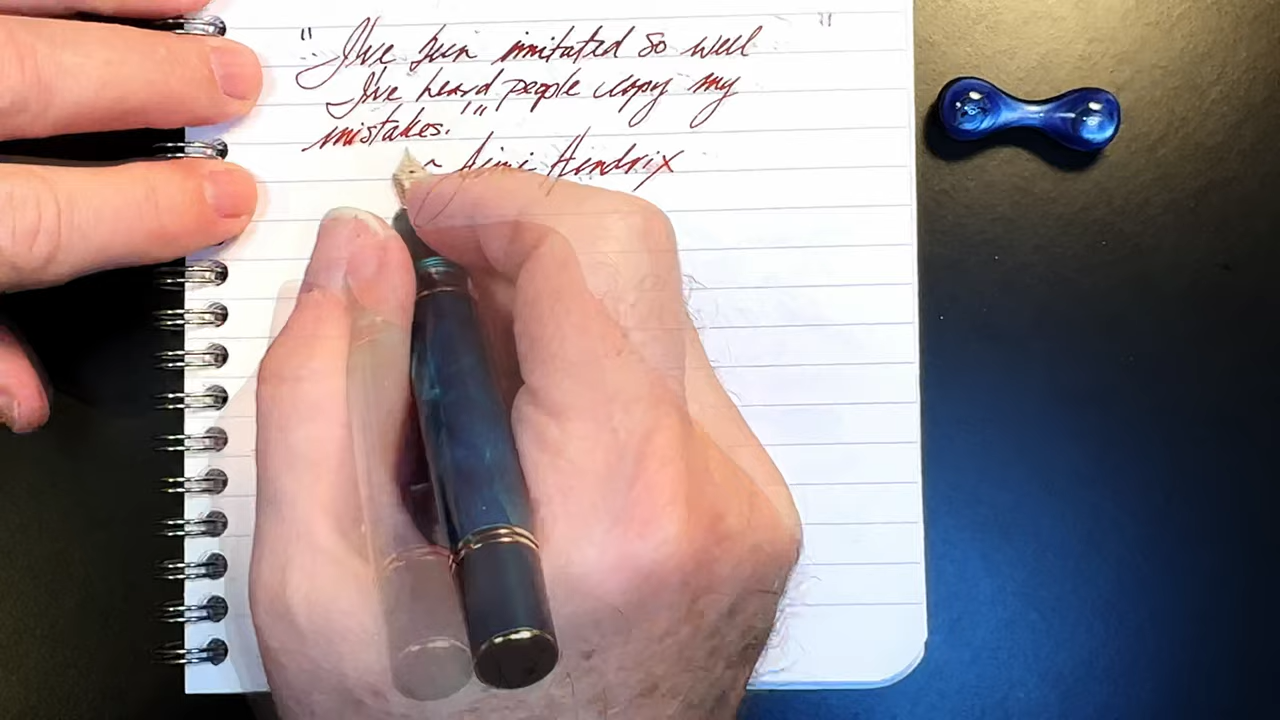 "I've been imitated so well "
I've heard people copy my
mistakes."
~ Jimi Hendrix